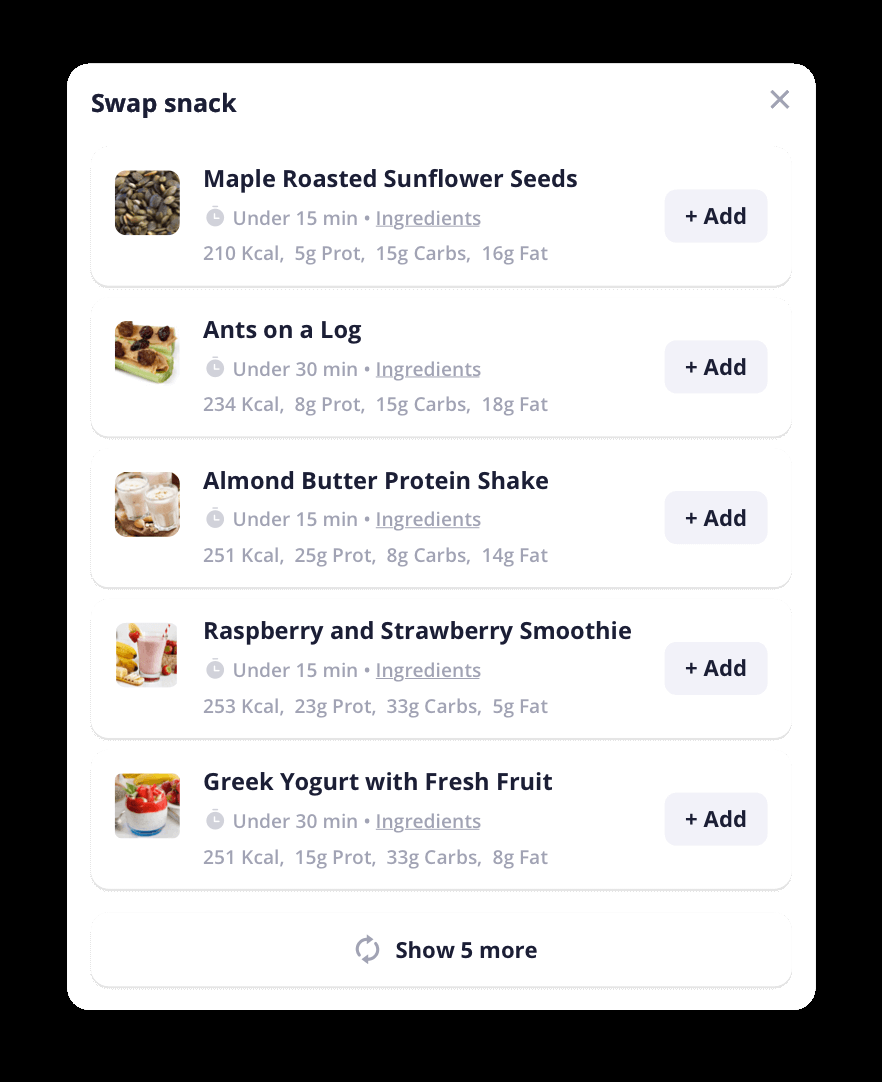 Swap snack
Maple Roasted Sunflower Seeds
Under 15 min • Ingredients
+ Add
210 Kcal, 5g Prot, 15g Carbs, 16g Fat
Ants on a Log
Under 30 min • Ingredients
+ Add
234 Kcal, 8g Prot, 15g Carbs, 18g Fat
Almond Butter Protein Shake
Under 15 min • Ingredients
+ Add
251 Kcal, 25g Prot, 8g Carbs, 14g Fat
Raspberry and Strawberry Smoothie
Under 15 min • Ingredients
+ Add
253 Kcal, 23g Prot, 33g Carbs, 5g Fat
Greek Yogurt with Fresh Fruit
Under 30 min • Ingredients
+ Add
251 Kcal, 15g Prot, 33g Carbs, 8g Fat
Show 5 more